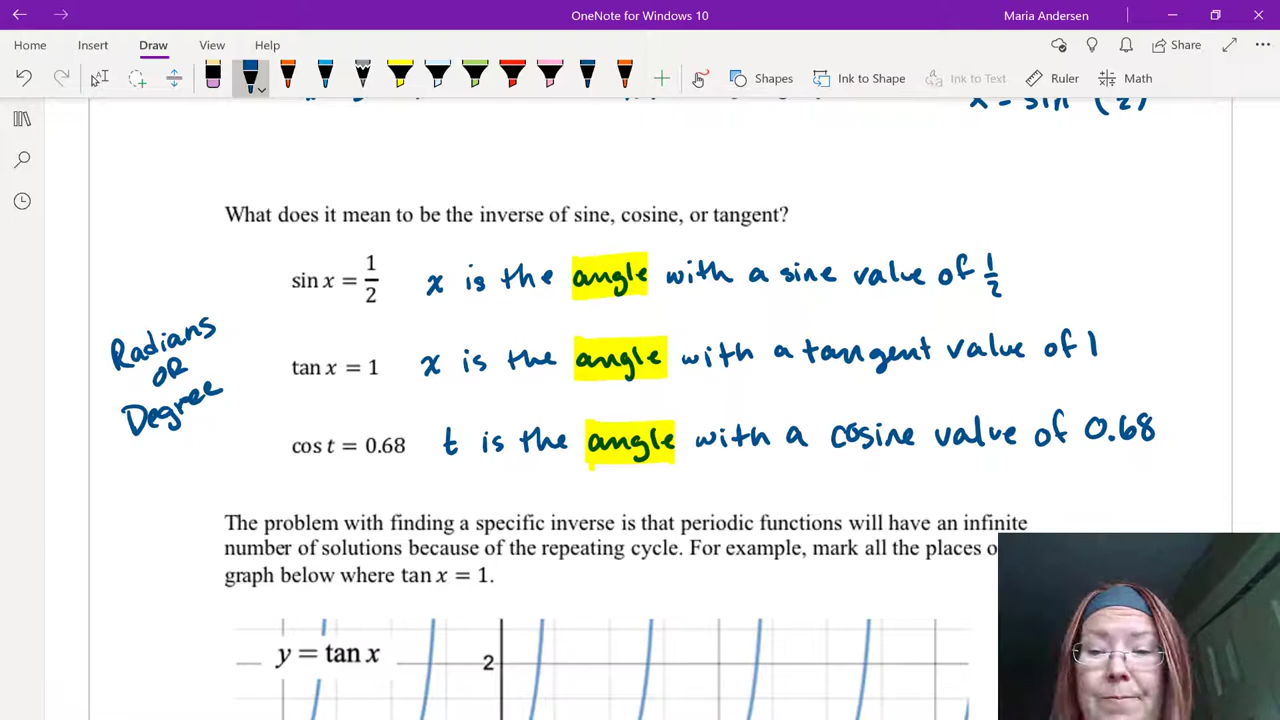 OneNote for Windows 10
Maria Andersen
Home Insert Draw View Help
Share
Shapes Ink to Shape Ink to Text Ruler Math
x = sin (2)
What does it mean to be the inverse of sine, cosine, or tangent?
sin x = 1/2 x is the angle with a sine value of 1/2
Radians
OR
Degree
tan x = 1 x is the angle with a tangent value of 1
cos t = 0.68 t is the angle with a cosine value of 0.68
The problem with finding a specific inverse is that periodic functions will have an infinite
number of solutions because of the repeating cycle. For example, mark all the places
graph below where tan x = 1.
y = tan x
2